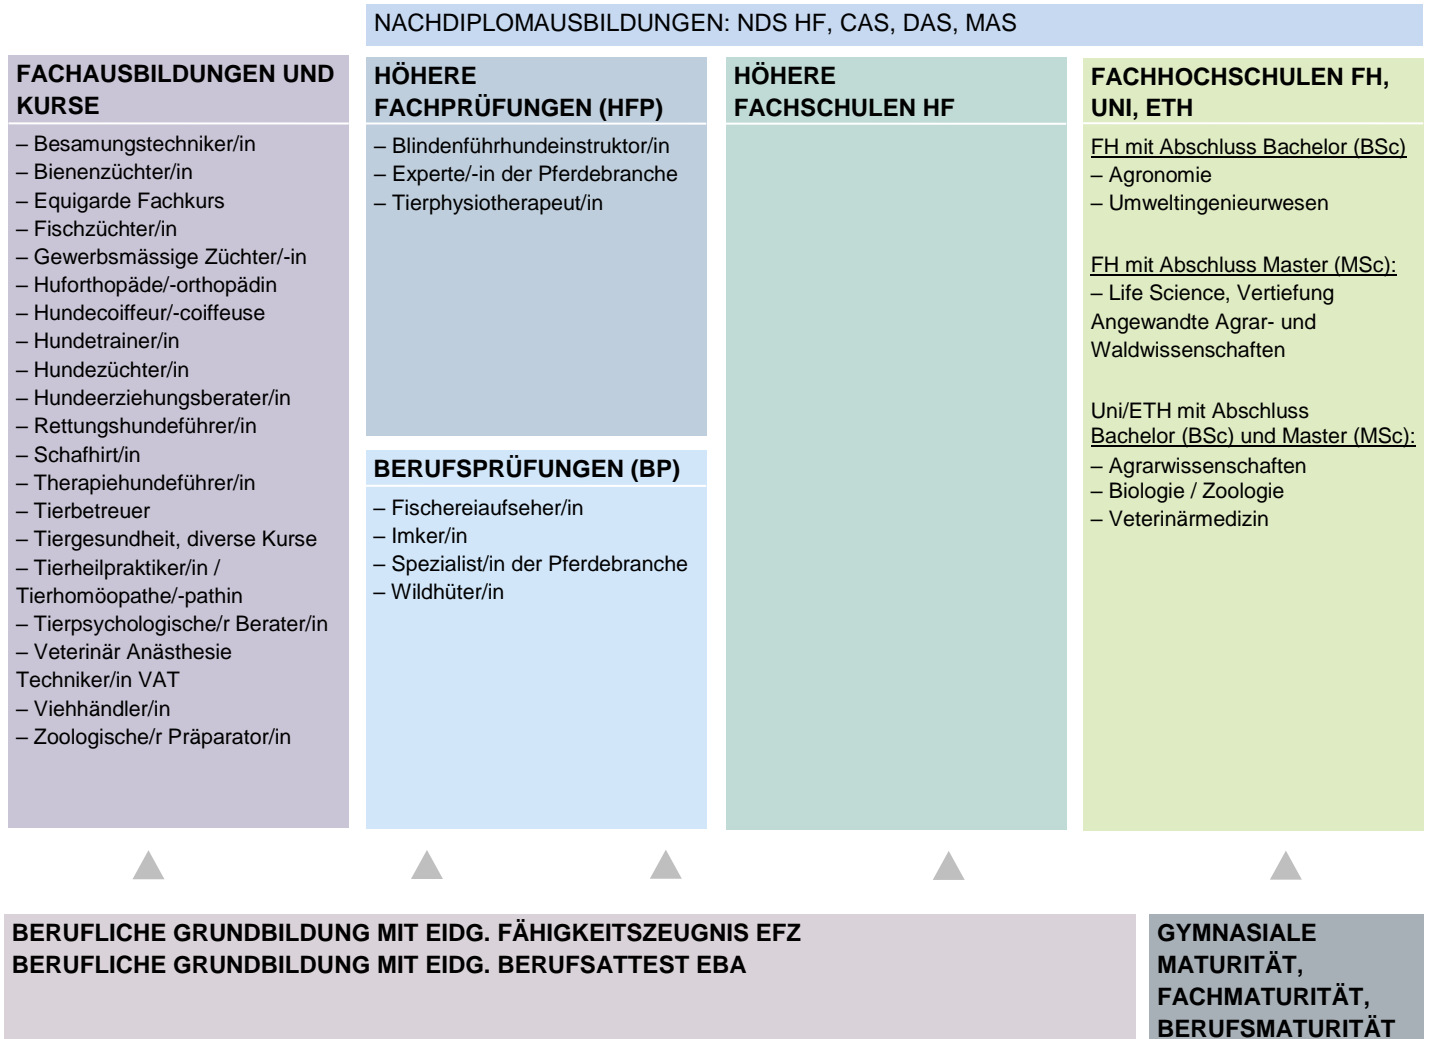 NACHDIPLOMAUSBILDUNGEN: NDS HF, CAS, DAS, MAS
FACHAUSBILDUNGEN UND
KURSE
– Besamungstechniker/in
– Bienenzüchter/in
– Equigarde Fachkurs
– Fischzüchter/in
– Gewerbsmässige Züchter/-in
– Huforthopäde/-orthopädin
– Hundecoiffeur/-coiffeuse
– Hundetrainer/in
– Hundezüchter/in
– Hundeerziehungsberater/in
– Rettungshundeführer/in
– Schafhirt/in
– Therapiehundeführer/in
– Tierbetreuer
– Tiergesundheit, diverse Kurse
– Tierheilpraktiker/in /
Tierhomöopathe/-pathin
– Tierpsychologische/r Berater/in
– Veterinär Anästhesie
Techniker/in VAT
– Viehhändler/in
– Zoologische/r Präparator/in
HÖHERE
FACHPRÜFUNGEN (HFP)
– Blindenführhundeinstruktor/in
– Experte/-in der Pferdebranche
– Tierphysiotherapeut/in
BERUFSPRÜFUNGEN (BP)
– Fischereiaufseher/in
– Imker/in
– Spezialist/in der Pferdebranche
– Wildhüter/in
HÖHERE
FACHSCHULEN HF
FACHHOCHSCHULEN FH,
UNI, ETH
FH mit Abschluss Bachelor (BSc)
– Agronomie
– Umweltingenieurwesen
FH mit Abschluss Master (MSc):
– Life Science, Vertiefung
Angewandte Agrar- und
Waldwissenschaften
Uni/ETH mit Abschluss
Bachelor (BSc) und Master (MSc):
– Agrarwissenschaften
– Biologie / Zoologie
– Veterinärmedizin
BERUFLICHE GRUNDBILDUNG MIT EIDG. FÄHIGKEITSZEUGNIS EFZ
BERUFLICHE GRUNDBILDUNG MIT EIDG. BERUFSATTEST EBA
GYMNASIALE
MATURITÄT,
FACHMATURITÄT,
BERUFSMATURITÄT